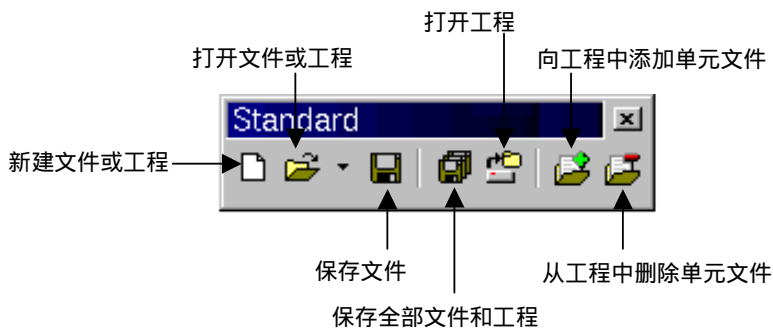 打开工程
打开文件或工程
向工程中添加单元文件
Standard
新建文件或工程
保存文件
从工程中删除单元文件
保存全部文件和工程